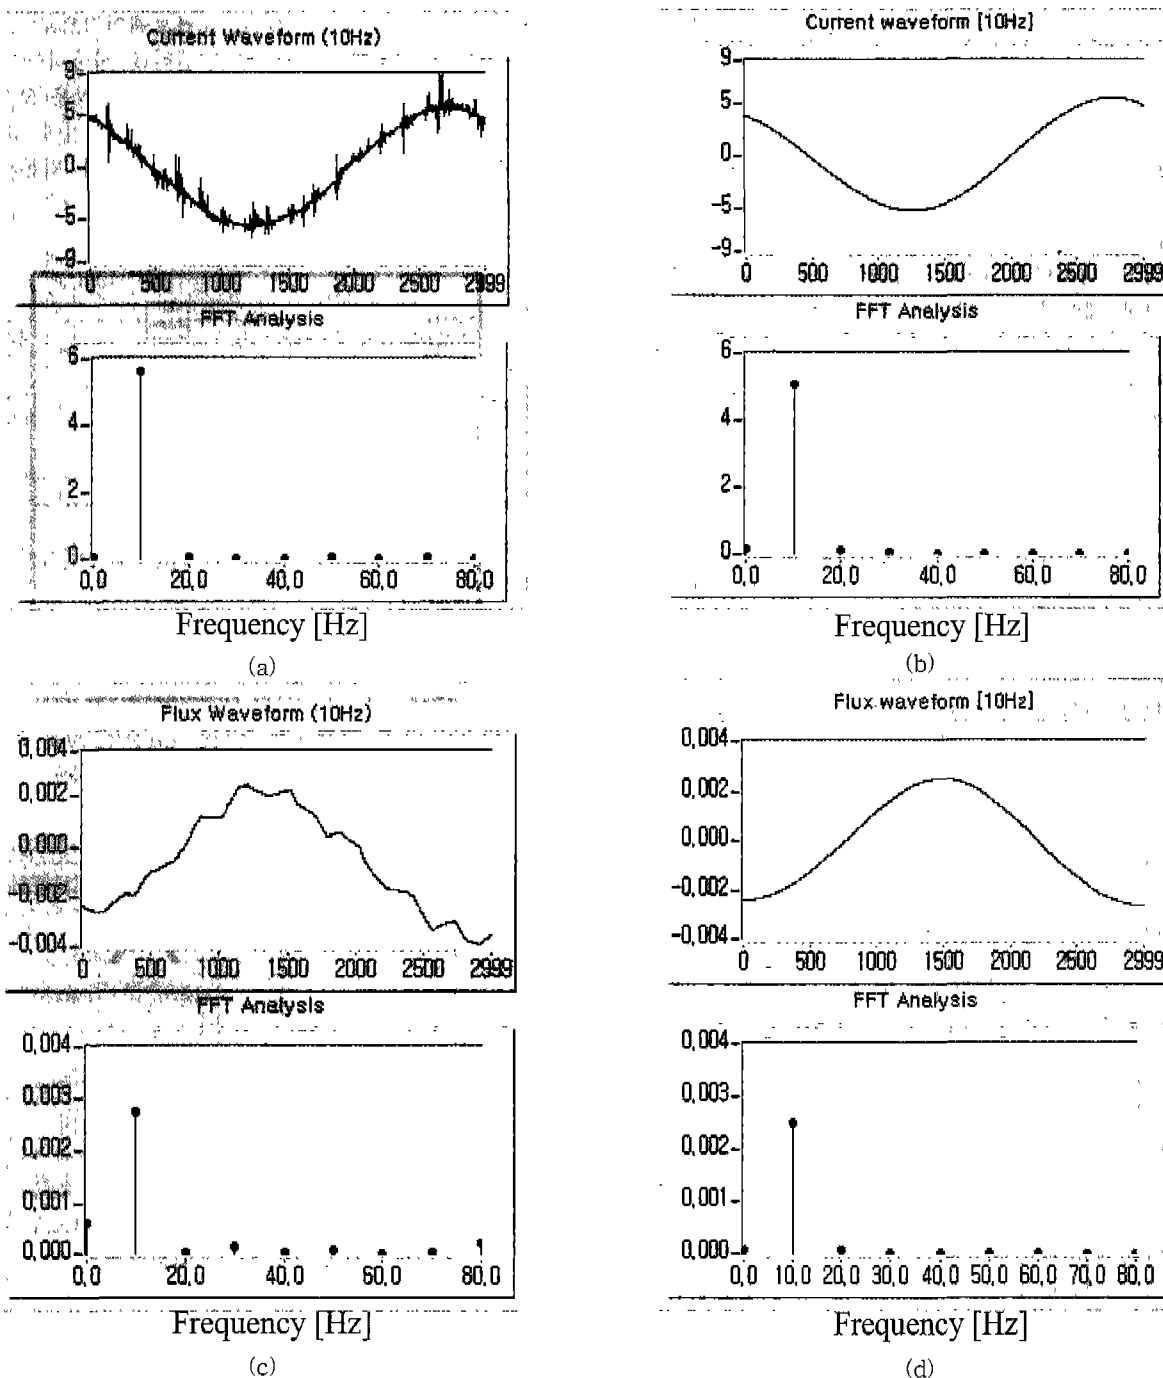 Current Waveform (10Hz)
9
5
0
-5
-9
0 500 1000 1500 2000 2500 2999
FFT Analysis
6
4
2
0
0,0 20,0 40,0 60,0 80,0
Frequency [Hz]
(a)
Current waveform [10Hz]
9
5
0
-5
-9
0 500 1000 1500 2000 2500 2999
FFT Analysis
6
4
2
0
0,0 20,0 40,0 60,0 80,0
Frequency [Hz]
(b)
Flux Waveform (10Hz)
0,004
0,002
0,000
-0,002
-0,004
0 500 1000 1500 2000 2500 2999
FFT Analysis
0,004
0,003
0,002
0,001
0,000
0,0 20,0 40,0 60,0 80,0
Frequency [Hz]
(c)
Flux waveform [10Hz]
0,004
0,002
0,000
-0,002
-0,004
0 500 1000 1500 2000 2500 2999
FFT Analysis
0,004
0,003
0,002
0,001
0,000
0,0 10,0 20,0 30,0 40,0 50,0 60,0 70,0 80,0
Frequency [Hz]
(d)